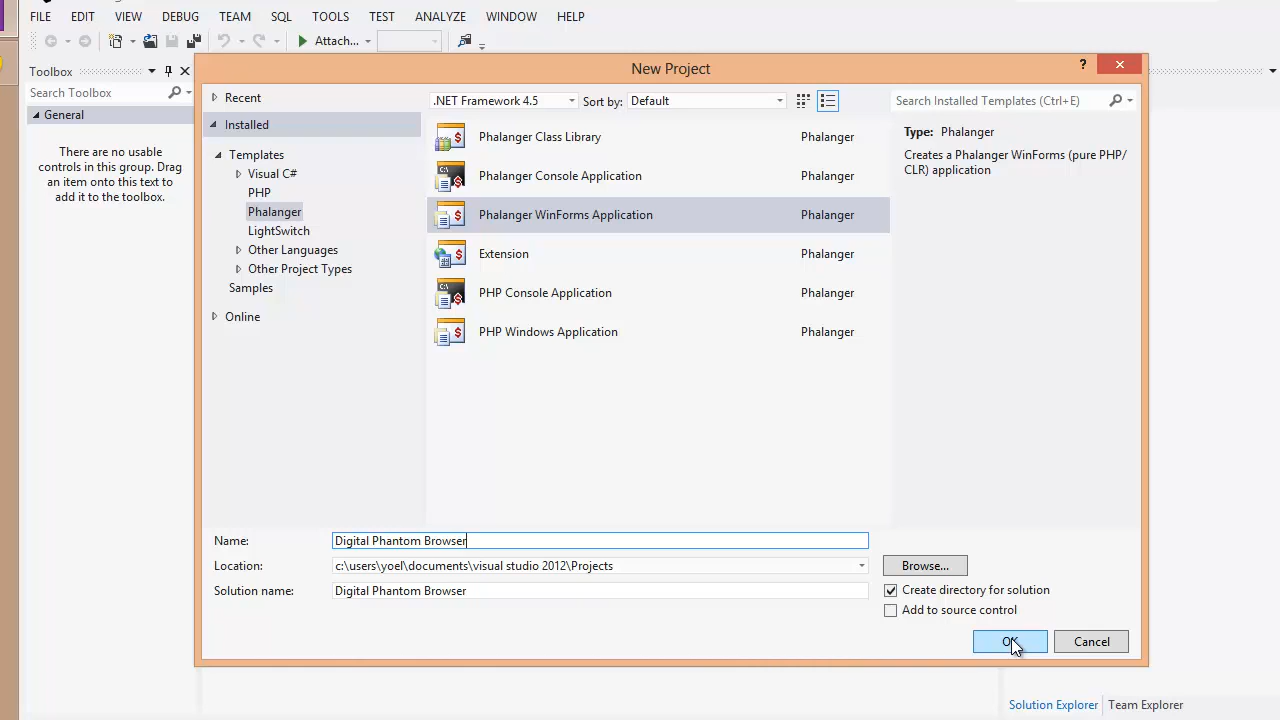 FILE EDIT VIEW DEBUG TEAM SQL TOOLS TEST ANALYZE WINDOW HELP
Attach...
Toolbox
Search Toolbox
General
There are no usable
controls in this group. Drag
an item onto this text to
add it to the toolbox.
New Project
?
Recent
Installed
Templates
Visual C#
PHP
Phalanger
LightSwitch
Other Languages
Other Project Types
Samples
Online
.NET Framework 4.5 Sort by: Default
Phalanger Class Library Phalanger
Phalanger Console Application Phalanger
Phalanger WinForms Application Phalanger
Extension Phalanger
PHP Console Application Phalanger
PHP Windows Application Phalanger
Search Installed Templates (Ctrl+E)
Type: Phalanger
Creates a Phalanger WinForms (pure PHP/
CLR) application
Name: Digital Phantom Browser
Location: c:\users\yoel\documents\visual studio 2012\Projects
Solution name: Digital Phantom Browser
Browse...
Create directory for solution
Add to source control
OK Cancel
Solution Explorer Team Explorer